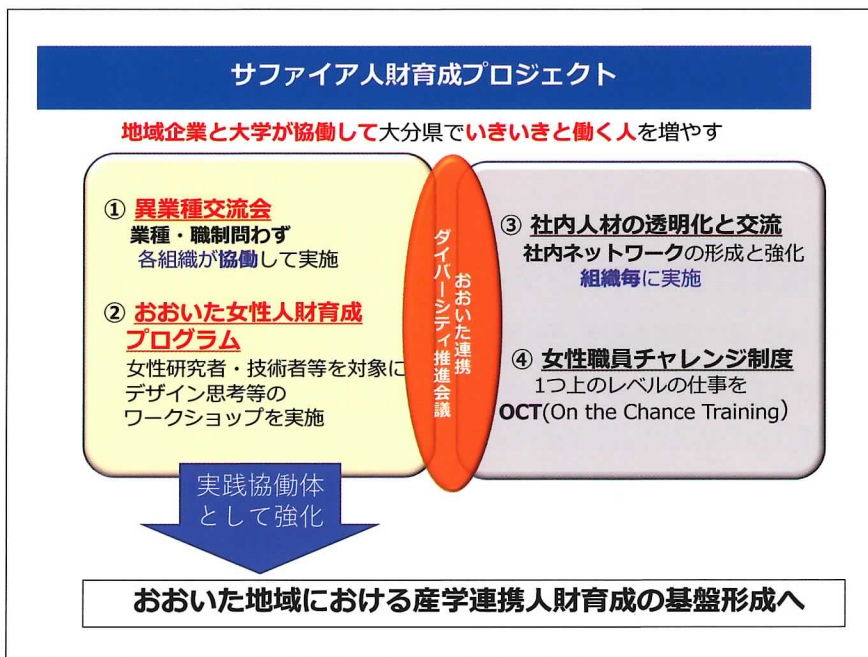 サファイア人財育成プロジェクト
地域企業と大学が協働して大分県でいきいきと働く人を増やす
① 異業種交流会
業種・職制問わず
各組織が協働して実施
② おおいた女性人財育成
プログラム
女性研究者・技術者等を対象に
デザイン思考等の
ワークショップを実施
おおいた連携
ダイバーシティ推進会議
③ 社内人材の透明化と交流
社内ネットワークの形成と強化
組織毎に実施
④ 女性職員チャレンジ制度
1つ上のレベルの仕事を
OCT(On the Chance Training)
実践協働体
として強化
おおいた地域における産学連携人財育成の基盤形成へ